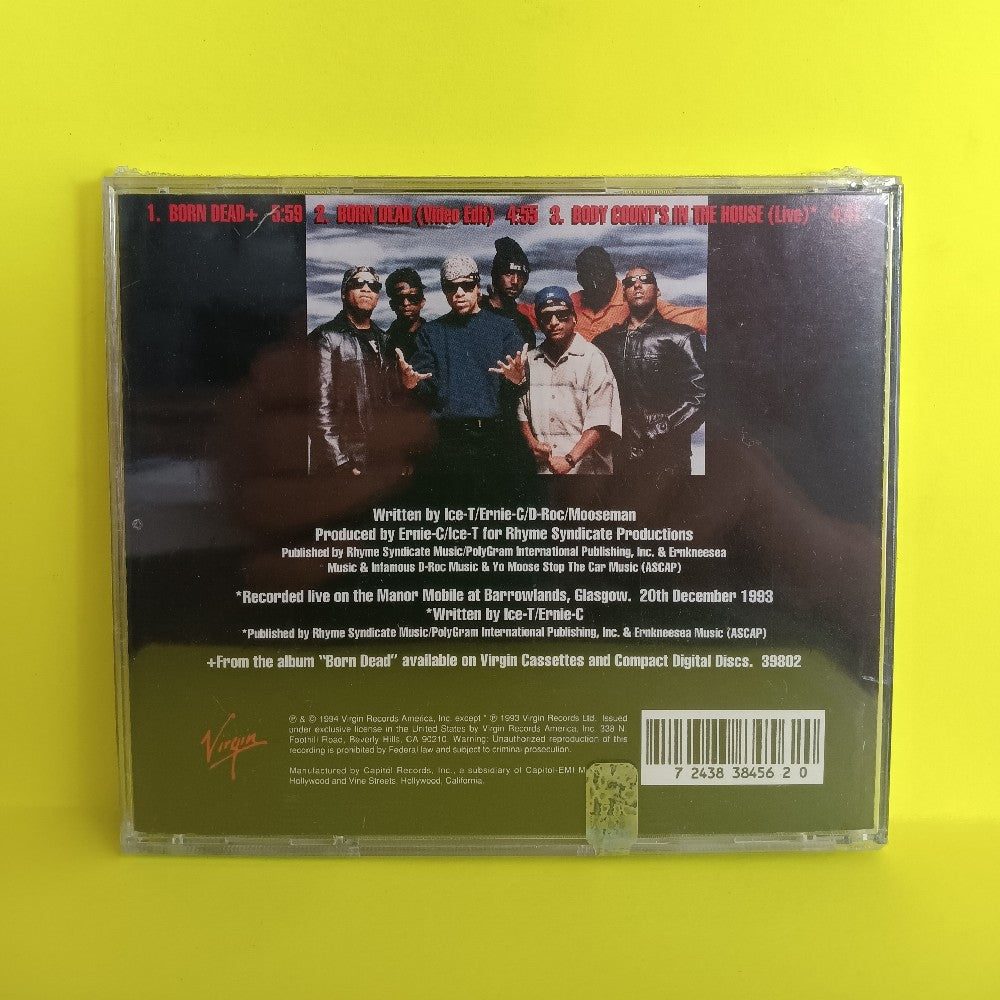 1. BORN DEAD+ 5:59 2. BORN DEAD (Video Edit) 4:55 3. BODY COUNT'S IN THE HOUSE (Live)*
Written by Ice-T/Ernie-C/D-Roc/Mooseman
Produced by Ernie-C/Ice-T for Rhyme Syndicate Productions
Published by Rhyme Syndicate Music/PolyGram International Publishing, Inc. & Ernkneesea
Music & Infamous D-Roc Music & Yo Moose Stop The Car Music (ASCAP)
*Recorded live on the Manor Mobile at Barrowlands, Glasgow. 20th December 1993
*Written by Ice-T/Ernie-C
*Published by Rhyme Syndicate Music/PolyGram International Publishing, Inc. & Ernkneesea Music (ASCAP)
+From the album "Born Dead" available on Virgin Cassettes and Compact Digital Discs. 39802
Virgin
℗ & © 1994 Virgin Records America, Inc. except * ℗ 1993 Virgin Records Ltd. Issued
under exclusive license in the United States by Virgin Records America, Inc. 338 N.
Foothill Road, Beverly Hills, CA 90210. Warning: Unauthorized reproduction of this
recording is prohibited by Federal law and subject to criminal prosecution.
Manufactured by Capitol Records, Inc., a subsidiary of Capitol-EMI M
Hollywood and Vine Streets, Hollywood, California.
7 24383 84562 0